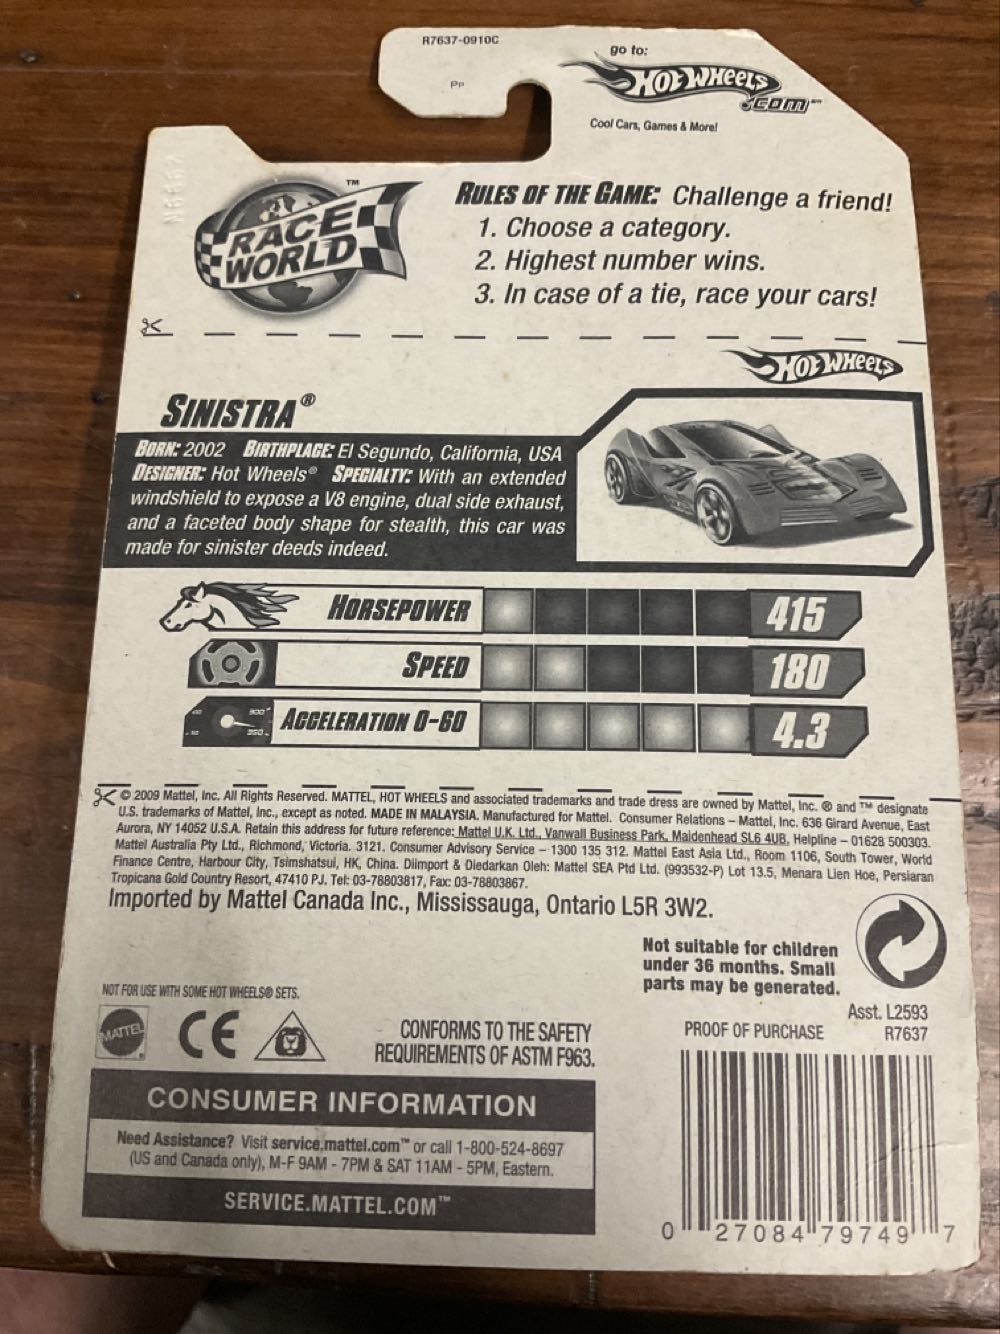 R7637-0910C
Pp
go to:
HOT WHEELS
.COM™
Cool Cars, Games & More!
RACE WORLD™
RULES OF THE GAME: Challenge a friend!
1. Choose a category.
2. Highest number wins.
3. In case of a tie, race your cars!
HOT WHEELS
SINISTRA®
BORN: 2002 BIRTHPLACE: El Segundo, California, USA
DESIGNER: Hot Wheels® SPECIALTY: With an extended
windshield to expose a V8 engine, dual side exhaust,
and a faceted body shape for stealth, this car was
made for sinister deeds indeed.
HORSEPOWER 415
SPEED 180
ACCELERATION 0-60 4.3
© 2009 Mattel, Inc. All Rights Reserved. MATTEL, HOT WHEELS and associated trademarks and trade dress are owned by Mattel, Inc. ® and ™ designate
U.S. trademarks of Mattel, Inc., except as noted. MADE IN MALAYSIA. Manufactured for Mattel. Consumer Relations – Mattel, Inc. 636 Girard Avenue, East
Aurora, NY 14052 U.S.A. Retain this address for future reference: Mattel U.K. Ltd., Vanwall Business Park, Maidenhead SL6 4UB. Helpline – 01628 500303.
Mattel Australia Pty Ltd., Richmond, Victoria. 3121. Consumer Advisory Service – 1300 135 312. Mattel East Asia Ltd., Room 1106, South Tower, World
Finance Centre, Harbour City, Tsimshatsui, HK, China. Diimport & Diedarkan Oleh: Mattel SEA Ptd Ltd. (993532-P) Lot 13.5, Menara Lien Hoe, Persiaran
Tropicana Gold Country Resort, 47410 PJ. Tel: 03-78803817, Fax: 03-78803867.
Imported by Mattel Canada Inc., Mississauga, Ontario L5R 3W2.
Not suitable for children
under 36 months. Small
parts may be generated.
NOT FOR USE WITH SOME HOT WHEELS® SETS.
MATTEL
CE
CONFORMS TO THE SAFETY
REQUIREMENTS OF ASTM F963.
Asst. L2593
PROOF OF PURCHASE R7637
CONSUMER INFORMATION
Need Assistance? Visit service.mattel.com™ or call 1-800-524-8697
(US and Canada only), M-F 9AM - 7PM & SAT 11AM - 5PM, Eastern.
SERVICE.MATTEL.COM™
0 27084 79749 7